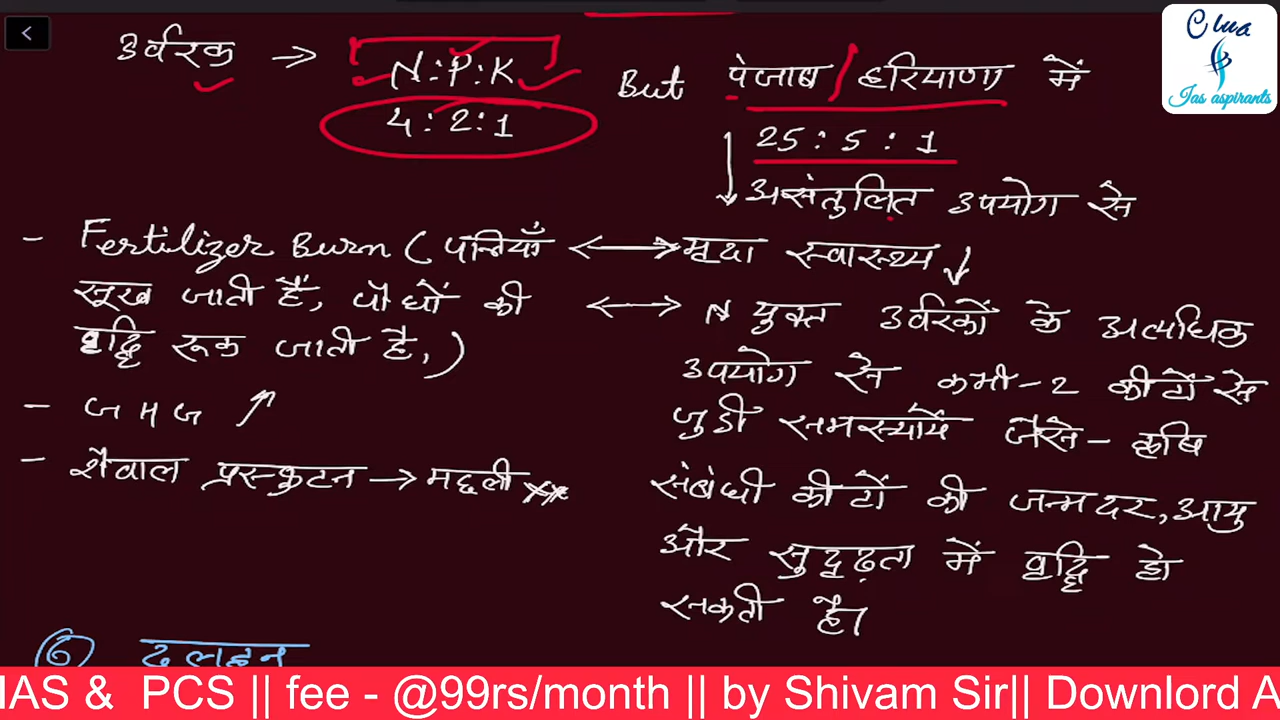 <
Clwa
Ias aspirants
उर्वरक → N:P:K But पंजाब / हरियाणा में
4:2:1
25:5:1
असंतुलित उपयोग से
- Fertilizer Burn (पत्तियाँ
सूख जाती हैं, पौधों की
वृद्धि रूक जाती है,)
- ज म ज ↑
- शैवाल प्रस्फुटन → मछली
↔ मृदा स्वास्थ्य ↓
↔ N युक्त उर्वरकों के अत्यधिक
उपयोग से कभी-2 कीटों से
जुडी समस्यायें जैसे - कृषि
संबंधी कीटों की जन्मदर, आयु
और सुदृढ़ता में वृद्धि हो
सकती है।
⑥ दलहन
IAS & PCS || fee - @99rs/month || by Shivam Sir|| Downlord A